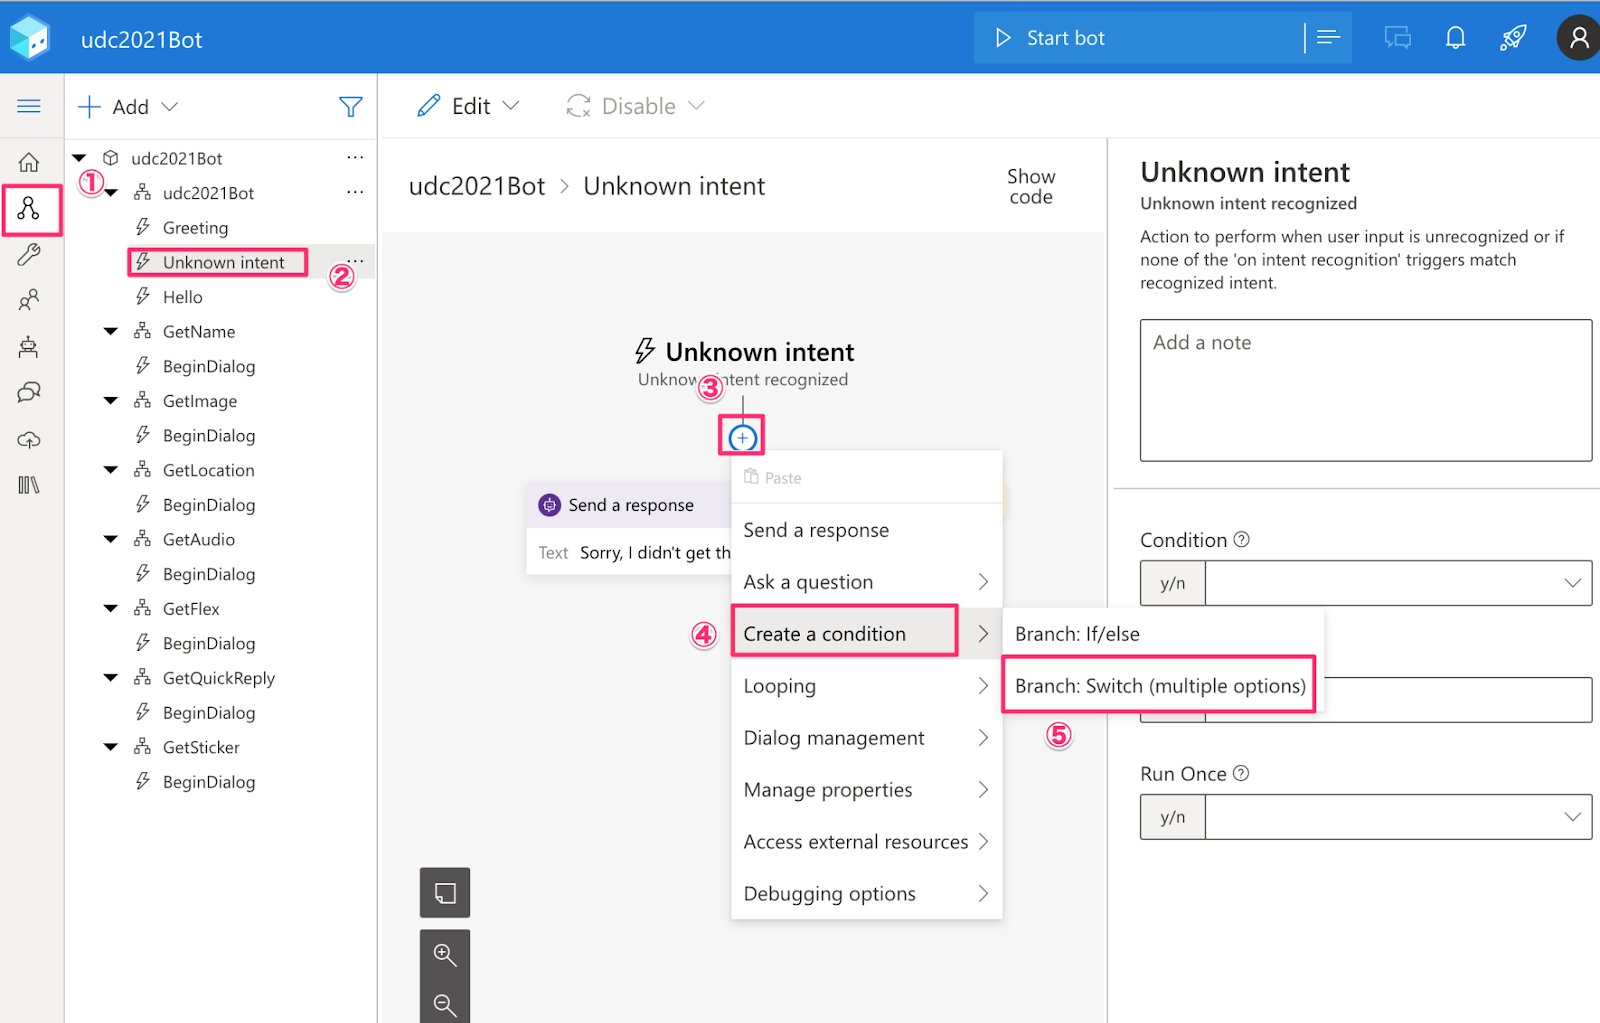 udc2021Bot
Start bot
Add
Edit
Disable
udc2021Bot
①
udc2021Bot
Greeting
Unknown intent
②
Hello
GetName
BeginDialog
GetImage
BeginDialog
GetLocation
BeginDialog
GetAudio
BeginDialog
GetFlex
BeginDialog
GetQuickReply
BeginDialog
GetSticker
BeginDialog
udc2021Bot > Unknown intent
Show
code
Unknown intent
Unknown intent recognized
③
Send a response
Text Sorry, I didn't get th
Paste
Send a response
Ask a question
④
Create a condition
Looping
Dialog management
Manage properties
Access external resources
Debugging options
Branch: If/else
Branch: Switch (multiple options)
⑤
Unknown intent
Unknown intent recognized
Action to perform when user input is unrecognized or if
none of the 'on intent recognition' triggers match
recognized intent.
Add a note
Condition
y/n
Run Once
y/n